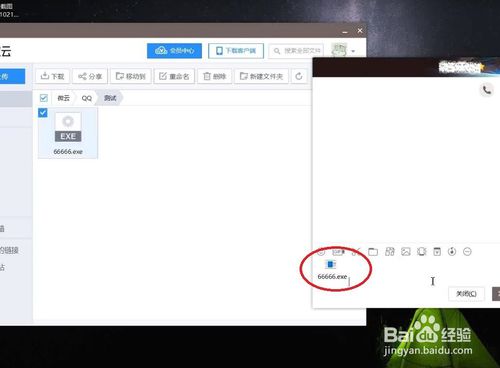 截图
1021...
云
会员中心
下载客户端
搜索全部文件
传
下载 分享 移动到 重命名 删除 新建文件夹
微云 QQ 测试
EXE
66666.exe
箱
的链接
站
66666.exe
关闭(C)
Baidu 经验
jingyan.baidu.com